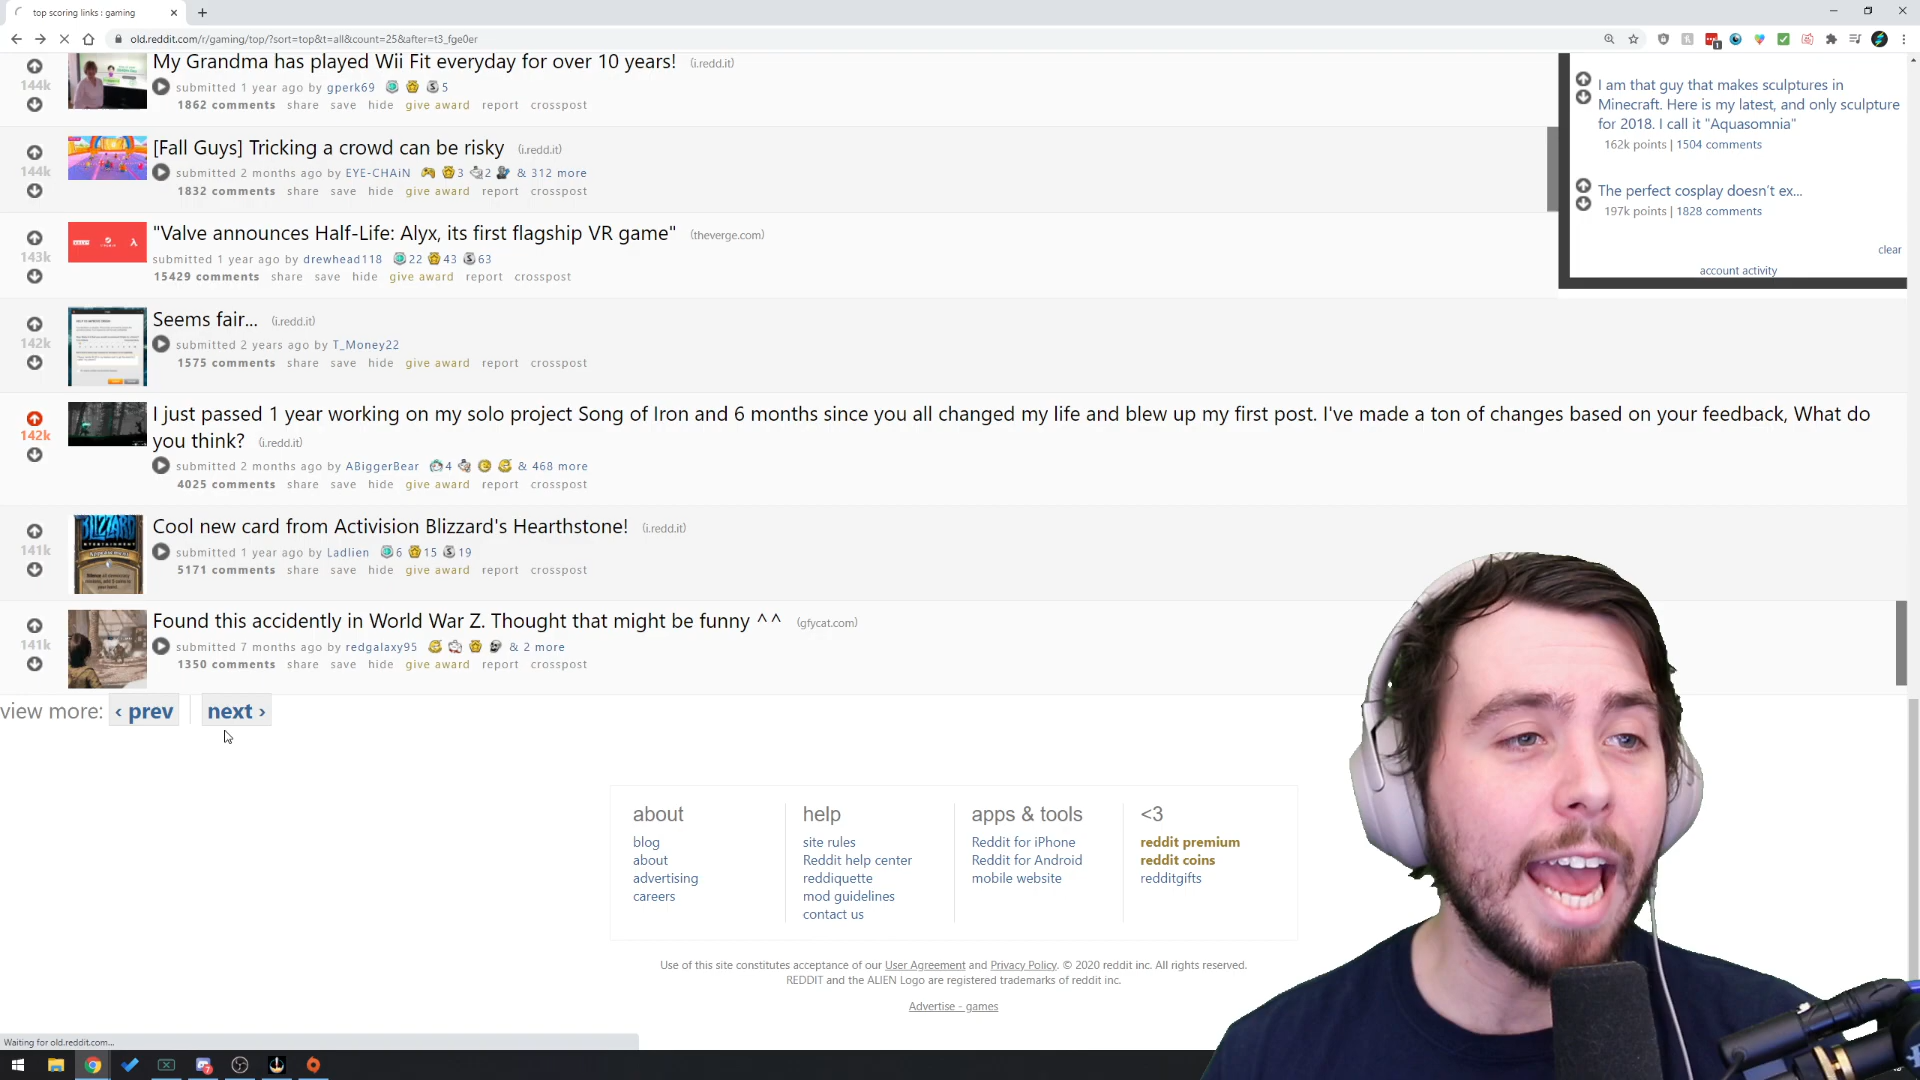 top scoring links : gaming
old.reddit.com/r/gaming/top/?sort=top&t=all&count=25&after=t3_fge0er
144k
My Grandma has played Wii Fit everyday for over 10 years! (i.redd.it)
submitted 1 year ago by gperk69 5
1862 comments share save hide give award report crosspost
144k
[Fall Guys] Tricking a crowd can be risky (i.redd.it)
submitted 2 months ago by EYE-CHAiN 3 2 & 312 more
1832 comments share save hide give award report crosspost
143k
"Valve announces Half-Life: Alyx, its first flagship VR game" (theverge.com)
submitted 1 year ago by drewhead118 22 43 63
15429 comments share save hide give award report crosspost
142k
Seems fair... (i.redd.it)
submitted 2 years ago by T_Money22
1575 comments share save hide give award report crosspost
142k
I just passed 1 year working on my solo project Song of Iron and 6 months since you all changed my life and blew up my first post. I've made a ton of changes based on your feedback, What do
you think? (i.redd.it)
submitted 2 months ago by ABiggerBear 4 & 468 more
4025 comments share save hide give award report crosspost
141k
Cool new card from Activision Blizzard's Hearthstone! (i.redd.it)
submitted 1 year ago by Ladlien 6 15 19
5171 comments share save hide give award report crosspost
BLIZZARD
141k
Found this accidently in World War Z. Thought that might be funny ^^ (gfycat.com)
submitted 7 months ago by redgalaxy95 & 2 more
1350 comments share save hide give award report crosspost
view more: ‹ prev next ›
I am that guy that makes sculptures in
Minecraft. Here is my latest, and only sculpture
for 2018. I call it "Aquasomnia"
162k points | 1504 comments
The perfect cosplay doesn't ex...
197k points | 1828 comments
clear
account activity
about
blog
about
advertising
careers
help
site rules
Reddit help center
reddiquette
mod guidelines
contact us
apps & tools
Reddit for iPhone
Reddit for Android
mobile website
<3
reddit premium
reddit coins
redditgifts
Use of this site constitutes acceptance of our User Agreement and Privacy Policy. © 2020 reddit inc. All rights reserved.
REDDIT and the ALIEN Logo are registered trademarks of reddit inc.
Advertise - games
Waiting for old.reddit.com...